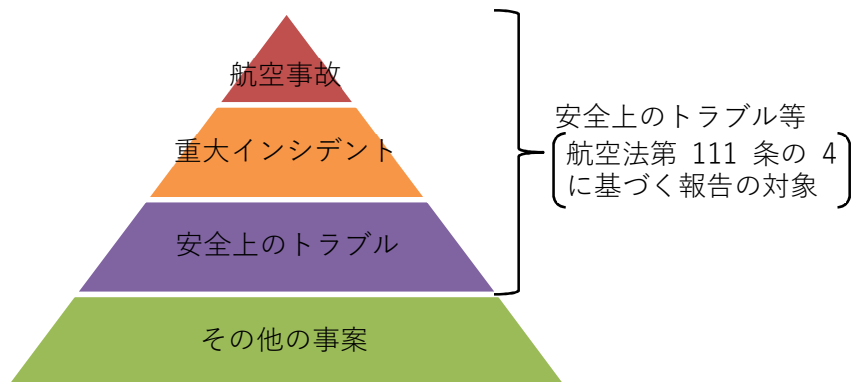 航空事故
重大インシデント
安全上のトラブル
その他の事案
安全上のトラブル等
航空法第 111 条の 4
に基づく報告の対象